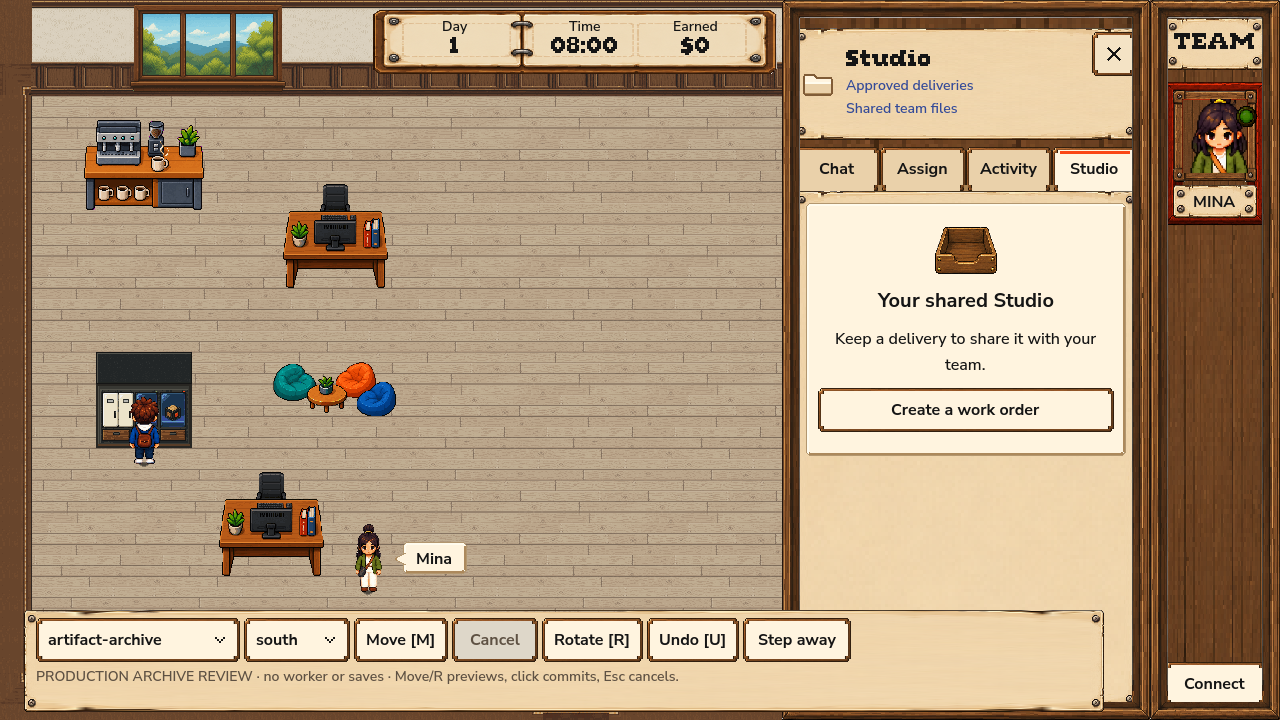 Day
1
Time
08:00
Earned
$0
Studio
Approved deliveries
Shared team files
TEAM
MINA
Chat
Assign
Activity
Studio
Your shared Studio
Keep a delivery to share it with your
team.
Create a work order
Mina
artifact-archive
south
Move [M]
Cancel
Rotate [R]
Undo [U]
Step away
PRODUCTION ARCHIVE REVIEW · no worker or saves · Move/R previews, click commits, Esc cancels.
Connect